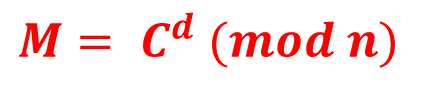 M = C^d (mod n)